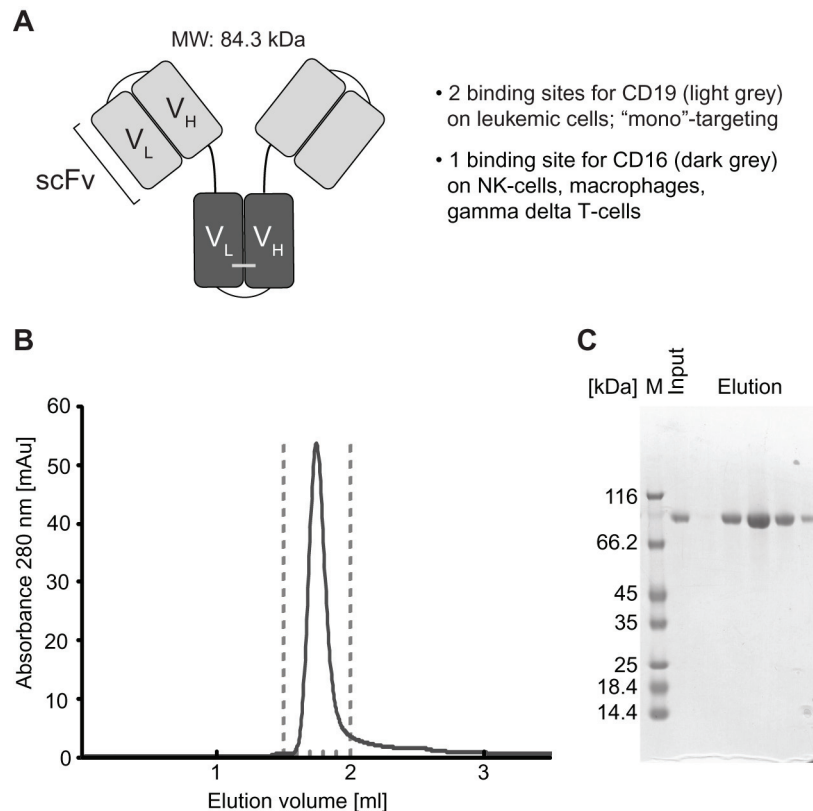 A
MW: 84.3 kDa
V_H
V_L
scFv
V_L V_H
• 2 binding sites for CD19 (light grey)
on leukemic cells; “mono”-targeting
• 1 binding site for CD16 (dark grey)
on NK-cells, macrophages,
gamma delta T-cells
B
Absorbance 280 nm [mAu]
60
50
40
30
20
10
0
1 2 3
Elution volume [ml]
C
[kDa] M Input Elution
116
66.2
45
35
25
18.4
14.4